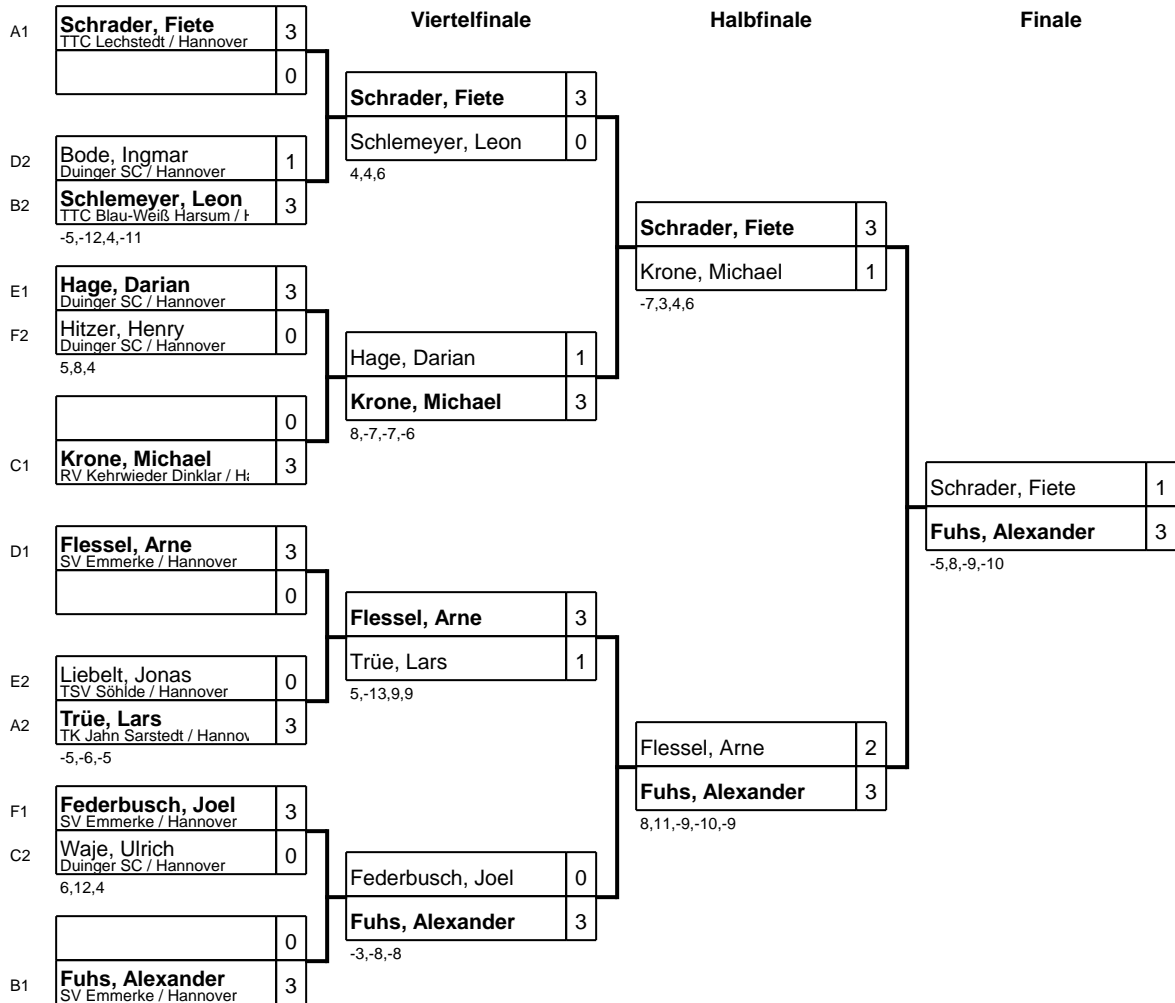 Viertelfinale
Halbfinale
Finale
A1
Schrader, Fiete
3
TTC Lechstedt / Hannover
0
D2
Bode, Ingmar
1
Duinger SC / Hannover
B2
Schlemeyer, Leon
3
TTC Blau-Weiß Harsum / H
-5,-12,4,-11
E1
Hage, Darian
3
Duinger SC / Hannover
F2
Hitzer, Henry
0
Duinger SC / Hannover
5,8,4
0
C1
Krone, Michael
3
RV Kehrwieder Dinklar / Ha
D1
Flessel, Arne
3
SV Emmerke / Hannover
0
E2
Liebelt, Jonas
0
TSV Söhlde / Hannover
A2
Trüe, Lars
3
TK Jahn Sarstedt / Hannov
-5,-6,-5
F1
Federbusch, Joel
3
SV Emmerke / Hannover
C2
Waje, Ulrich
0
Duinger SC / Hannover
6,12,4
0
B1
Fuhs, Alexander
3
SV Emmerke / Hannover
Schrader, Fiete
3
Schlemeyer, Leon
0
4,4,6
Hage, Darian
1
Krone, Michael
3
8,-7,-7,-6
Flessel, Arne
3
Trüe, Lars
1
5,-13,9,9
Federbusch, Joel
0
Fuhs, Alexander
3
-3,-8,-8
Schrader, Fiete
3
Krone, Michael
1
-7,3,4,6
Flessel, Arne
2
Fuhs, Alexander
3
8,11,-9,-10,-9
Schrader, Fiete
1
Fuhs, Alexander
3
-5,8,-9,-10